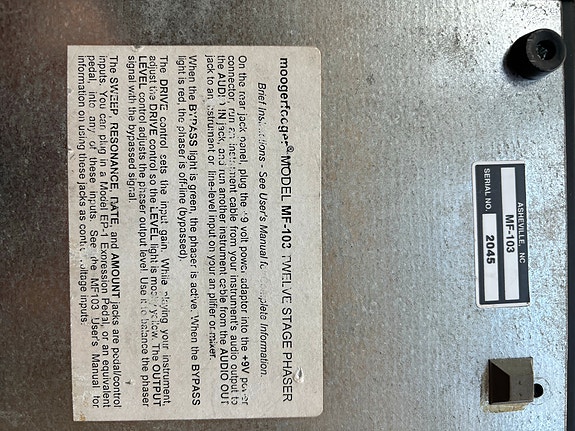 moogerfooger® MODEL MF-103 TWELVE STAGE PHASER
Brief Instructions - See User's Manual for Complete Information.
On the rear jack panel, plug the +9 volt power adaptor into the +9V power
connector, run an instrument cable from your instrument's audio output to
the AUDIO IN jack, and run another instrument cable from the AUDIO OUT
jack to an instrument or line-level input on your amplifier or mixer.
When the BYPASS light is green, the phaser is active. When the BYPASS
light is red, the phaser is off-line (bypassed).
The DRIVE control sets the input gain. While playing your instrument,
adjust the DRIVE control so the LEVEL light is mostly yellow. The OUTPUT
LEVEL control adjusts the phaser output level. Use it to balance the phaser
signal with the bypassed signal.
The SWEEP, RESONANCE, RATE, and AMOUNT jacks are pedal/control
inputs. You can plug in a Model EP-1 Expression Pedal, or an equivalent
pedal, into any of these inputs. See the MF103 User's Manual for
information on using these jacks as control voltage inputs.
ASHEVILLE, NC
MF-103
SERIAL NO. 2045